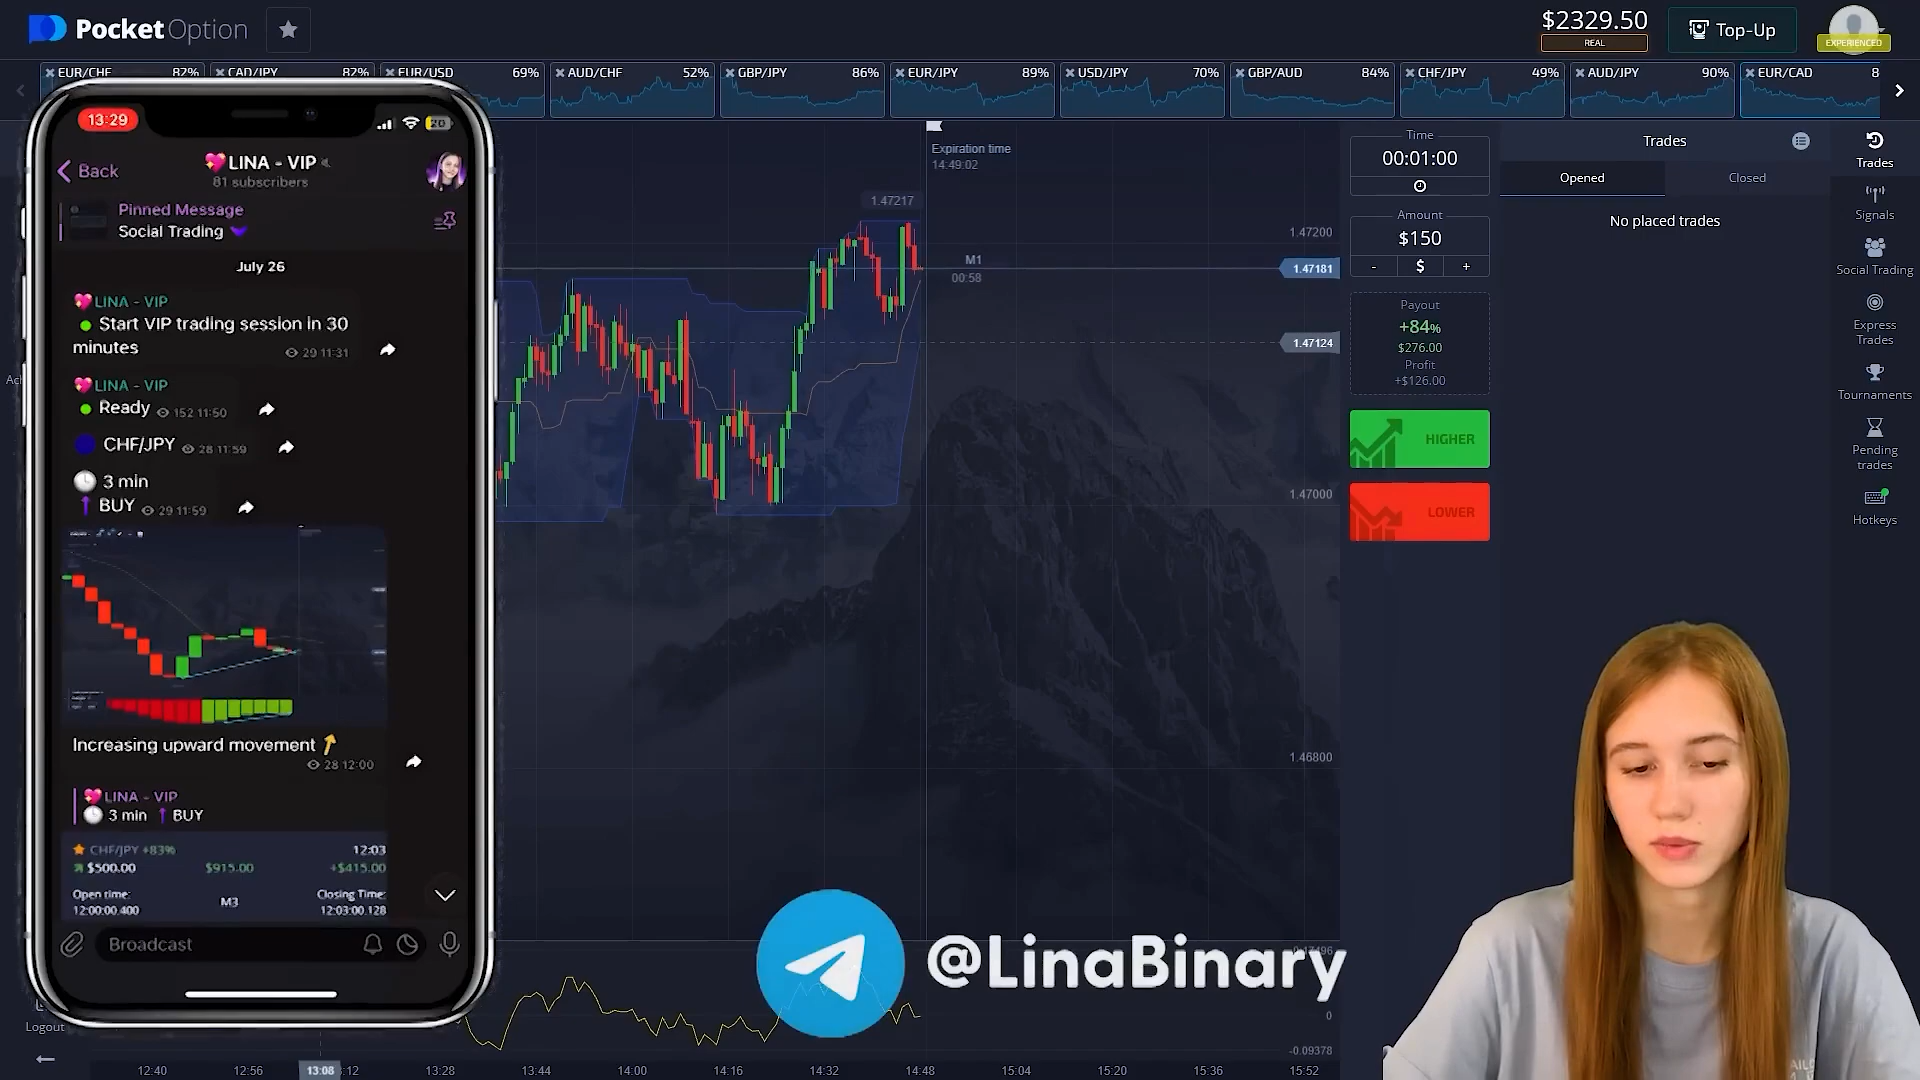 PocketOption
$2329.50
REAL
Top-Up
EXPERIENCED
EUR/CHF 82%
CAD/JPY 82%
EUR/USD 69%
AUD/CHF 52%
GBP/JPY 86%
EUR/JPY 89%
USD/JPY 70%
GBP/AUD 84%
CHF/JPY 49%
AUD/JPY 90%
EUR/CAD 8
13:29
20
Back
LINA - VIP
81 subscribers
Pinned Message
Social Trading
July 26
LINA - VIP
Start VIP trading session in 30
minutes
29 11:31
LINA - VIP
Ready 152 11:50
CHF/JPY 28 11:59
3 min
BUY 29 11:59
Increasing upward movement
28 12:00
LINA - VIP
3 min BUY
CHF/JPY +83% 12:03
$500.00 $915.00 +$415.00
Open time: M3 Closing Time:
12:00:00.400 12:03:00.128
Broadcast
Logout
Expiration time
14:49:02
1.47217
M1
00:58
1.47200
1.47181
1.47124
1.47000
1.46800
0
-0.09378
12:40 12:56 13:08 13:28 13:44 14:00 14:16 14:32 14:48 15:04 15:20 15:36 15:52
@LinaBinary
Time
00:01:00
Amount
$150
- $ +
Payout
+84%
$276.00
Profit
+$126.00
HIGHER
LOWER
Trades
Opened
Closed
No placed trades
Trades
Signals
Social Trading
Express
Trades
Tournaments
Pending
trades
Hotkeys